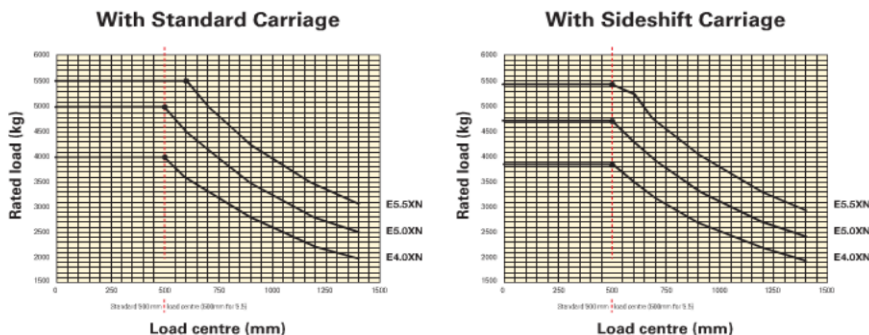 With Standard Carriage
Rated load (kg)
6000
5500
5000
4500
4000
3500
3000
2500
2000
1500
0
250
500
750
1000
1250
1500
E5.5XN
E5.0XN
E4.0XN
Load centre (mm)
With Sideshift Carriage
Rated load (kg)
6000
5500
5000
4500
4000
3500
3000
2500
2000
1500
0
250
500
750
1000
1250
1500
E5.5XN
E5.0XN
E4.0XN
Load centre (mm)